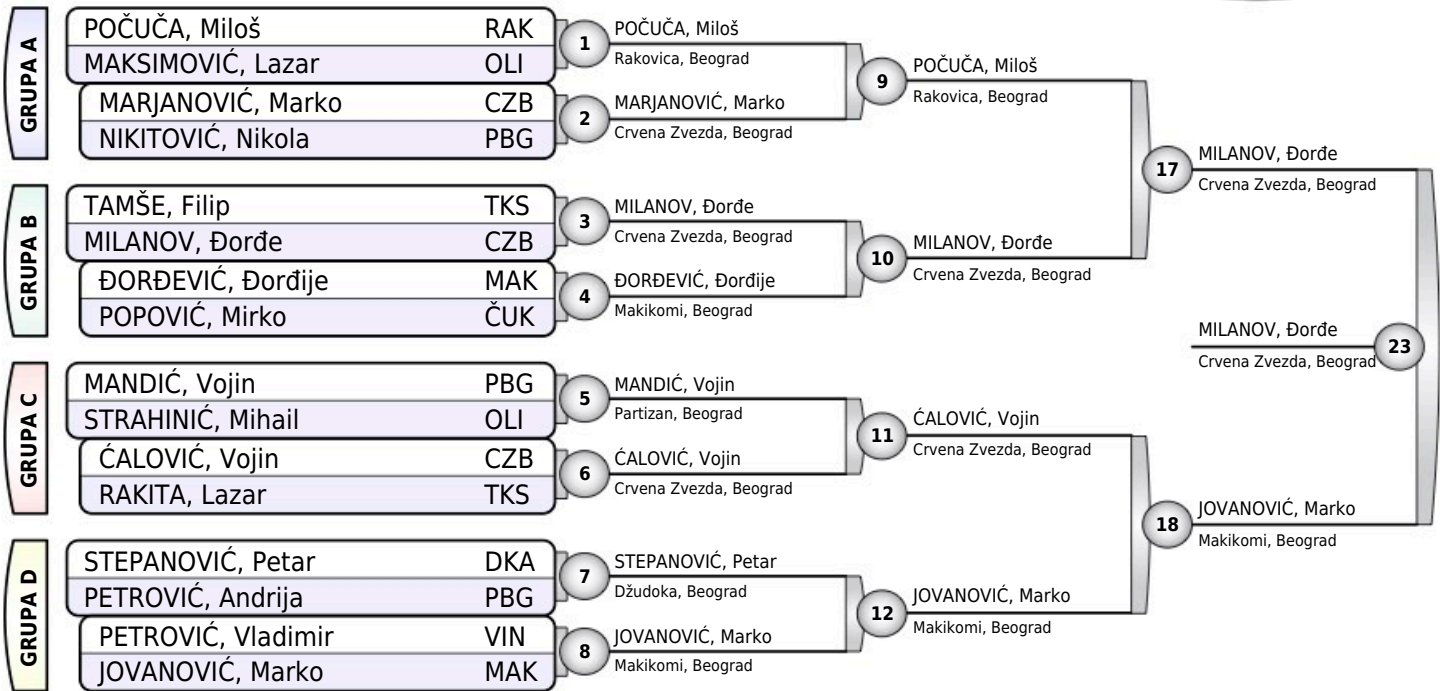 GRUPA A
POČUČA, Miloš RAK
MAKSIMOVIĆ, Lazar OLI
MARJANOVIĆ, Marko CZB
NIKITOVIĆ, Nikola PBG
GRUPA B
TAMŠE, Filip TKS
MILANOV, Đorđe CZB
ĐORĐEVIĆ, Đorđije MAK
POPOVIĆ, Mirko ČUK
GRUPA C
MANDIĆ, Vojin PBG
STRAHINIĆ, Mihail OLI
ĆALOVIĆ, Vojin CZB
RAKITA, Lazar TKS
GRUPA D
STEPANOVIĆ, Petar DKA
PETROVIĆ, Andrija PBG
PETROVIĆ, Vladimir VIN
JOVANOVIĆ, Marko MAK
1
POČUČA, Miloš
Rakovica, Beograd
2
MARJANOVIĆ, Marko
Crvena Zvezda, Beograd
3
MILANOV, Đorđe
Crvena Zvezda, Beograd
4
ĐORĐEVIĆ, Đorđije
Makikomi, Beograd
5
MANDIĆ, Vojin
Partizan, Beograd
6
ĆALOVIĆ, Vojin
Crvena Zvezda, Beograd
7
STEPANOVIĆ, Petar
Džudoka, Beograd
8
JOVANOVIĆ, Marko
Makikomi, Beograd
9
POČUČA, Miloš
Rakovica, Beograd
10
MILANOV, Đorđe
Crvena Zvezda, Beograd
11
ĆALOVIĆ, Vojin
Crvena Zvezda, Beograd
12
JOVANOVIĆ, Marko
Makikomi, Beograd
17
MILANOV, Đorđe
Crvena Zvezda, Beograd
18
JOVANOVIĆ, Marko
Makikomi, Beograd
MILANOV, Đorđe
Crvena Zvezda, Beograd
23